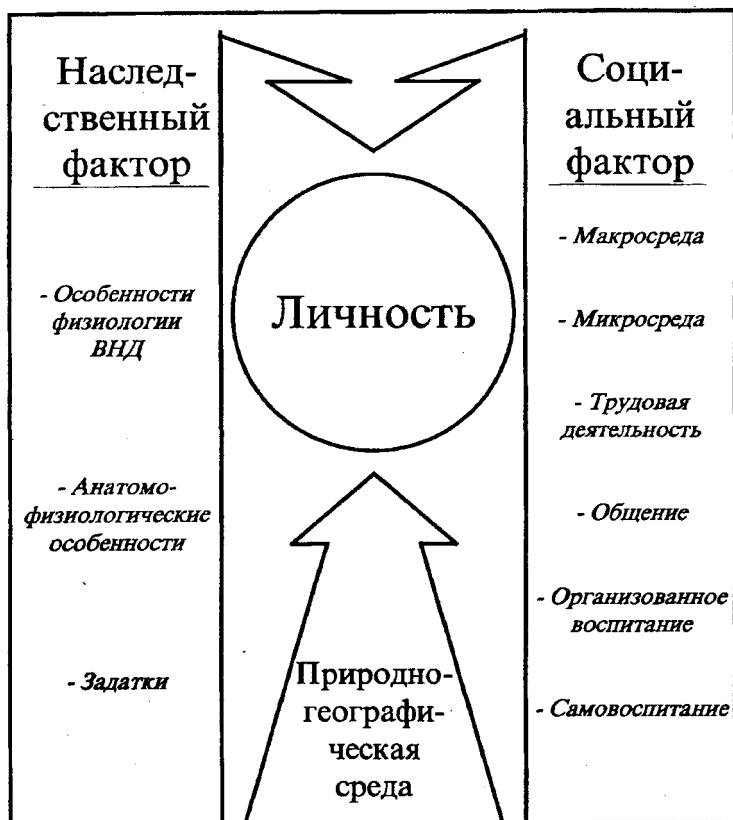 Наслед-
ственный
фактор
- Особенности
физиологии
ВНД
- Анатомо-
физиологические
особенности
- Задатки
Личность
Природно-
географи-
ческая
среда
Соци-
альный
фактор
- Макросреда
- Микросреда
- Трудовая
деятельность
- Общение
- Организованное
воспитание
- Самовоспитание